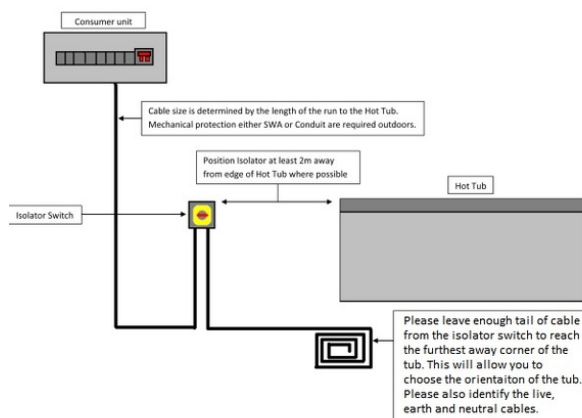 Consumer unit
Cable size is determined by the length of the run to the Hot Tub.
Mechanical protection either SWA or Conduit are required outdoors.
Position Isolator at least 2m away
from edge of Hot Tub where possible
Hot Tub
Isolator Switch
Please leave enough tail of cable
from the isolator switch to reach
the furthest away corner of the
tub. This will allow you to
choose the orientaiton of the tub.
Please also identify the live,
earth and neutral cables.